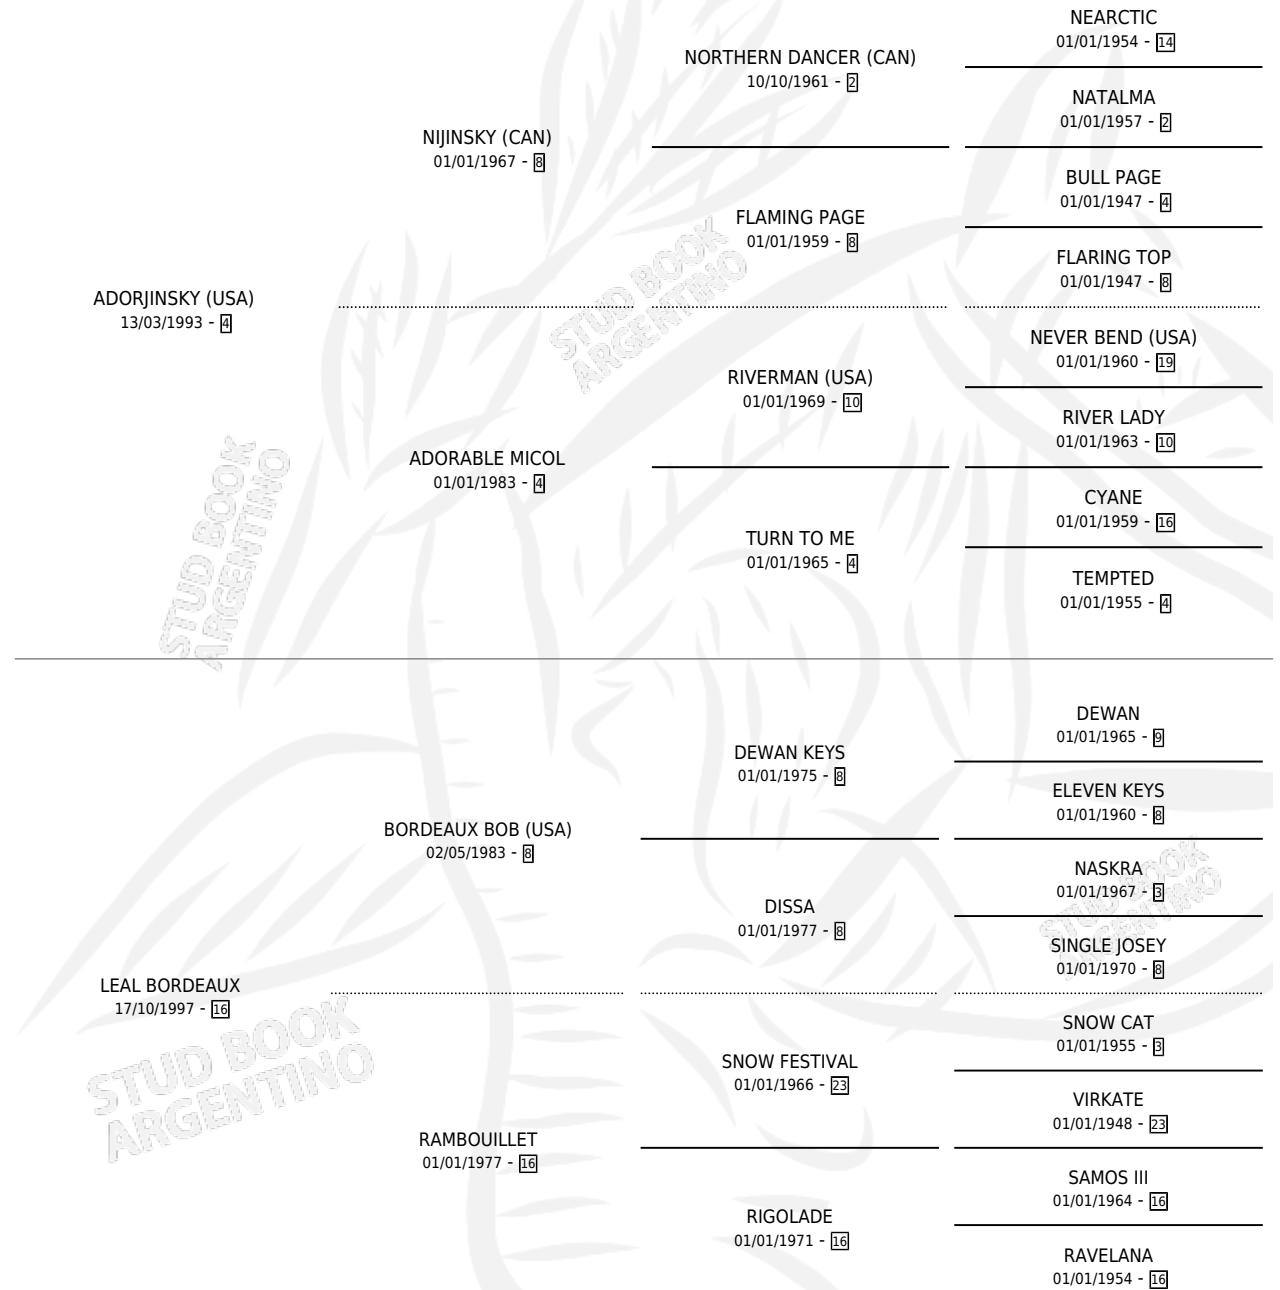 NEARCTIC
01/01/1954 - 14
NORTHERN DANCER (CAN)
10/10/1961 - 2
NATALMA
01/01/1957 - 2
NIJINSKY (CAN)
01/01/1967 - 8
BULL PAGE
01/01/1947 - 4
FLAMING PAGE
01/01/1959 - 8
FLARING TOP
01/01/1947 - 8
ADORJINSKY (USA)
13/03/1993 - 4
NEVER BEND (USA)
01/01/1960 - 19
RIVERMAN (USA)
01/01/1969 - 10
RIVER LADY
01/01/1963 - 10
ADORABLE MICOL
01/01/1983 - 4
CYANE
01/01/1959 - 16
TURN TO ME
01/01/1965 - 4
TEMPTED
01/01/1955 - 4
DEWAN
01/01/1965 - 9
DEWAN KEYS
01/01/1975 - 8
ELEVEN KEYS
01/01/1960 - 8
BORDEAUX BOB (USA)
02/05/1983 - 8
NASKRA
01/01/1967 - 3
DISSA
01/01/1977 - 8
SINGLE JOSEY
01/01/1970 - 8
LEAL BORDEAUX
17/10/1997 - 16
SNOW CAT
01/01/1955 - 3
SNOW FESTIVAL
01/01/1966 - 23
VIRKATE
01/01/1948 - 23
RAMBOUILLET
01/01/1977 - 16
SAMOS III
01/01/1964 - 16
RIGOLADE
01/01/1971 - 16
RAVELANA
01/01/1954 - 16
STUD BOOK
ARGENTINO
STUD BOOK
ARGENTINO
STUD BOOK
ARGENTINO
STUD BOOK
ARGENTINO